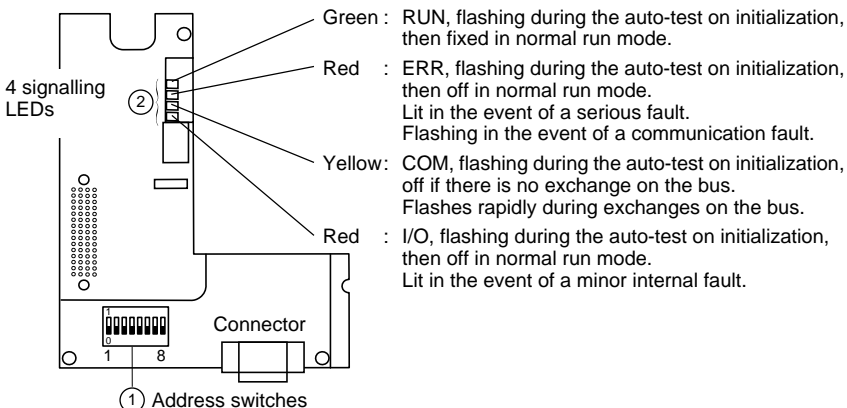 Green : RUN, flashing during the auto-test on initialization,
then fixed in normal run mode.
Red : ERR, flashing during the auto-test on initialization,
then off in normal run mode.
Lit in the event of a serious fault.
Flashing in the event of a communication fault.
Yellow: COM, flashing during the auto-test on initialization,
off if there is no exchange on the bus.
Flashes rapidly during exchanges on the bus.
Red : I/O, flashing during the auto-test on initialization,
then off in normal run mode.
Lit in the event of a minor internal fault.
4 signalling
LEDs
2
1
0
1 8
Connector
1 Address switches